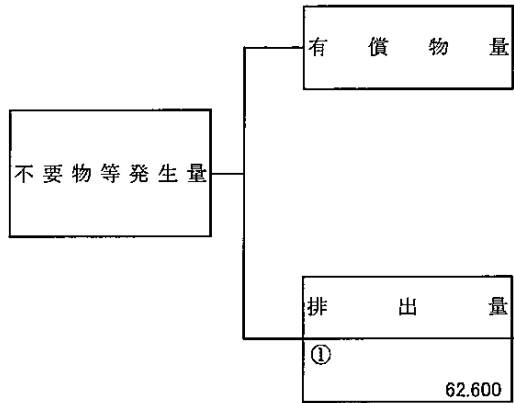 有償物量
不要物等発生量
排出量
①
62.600